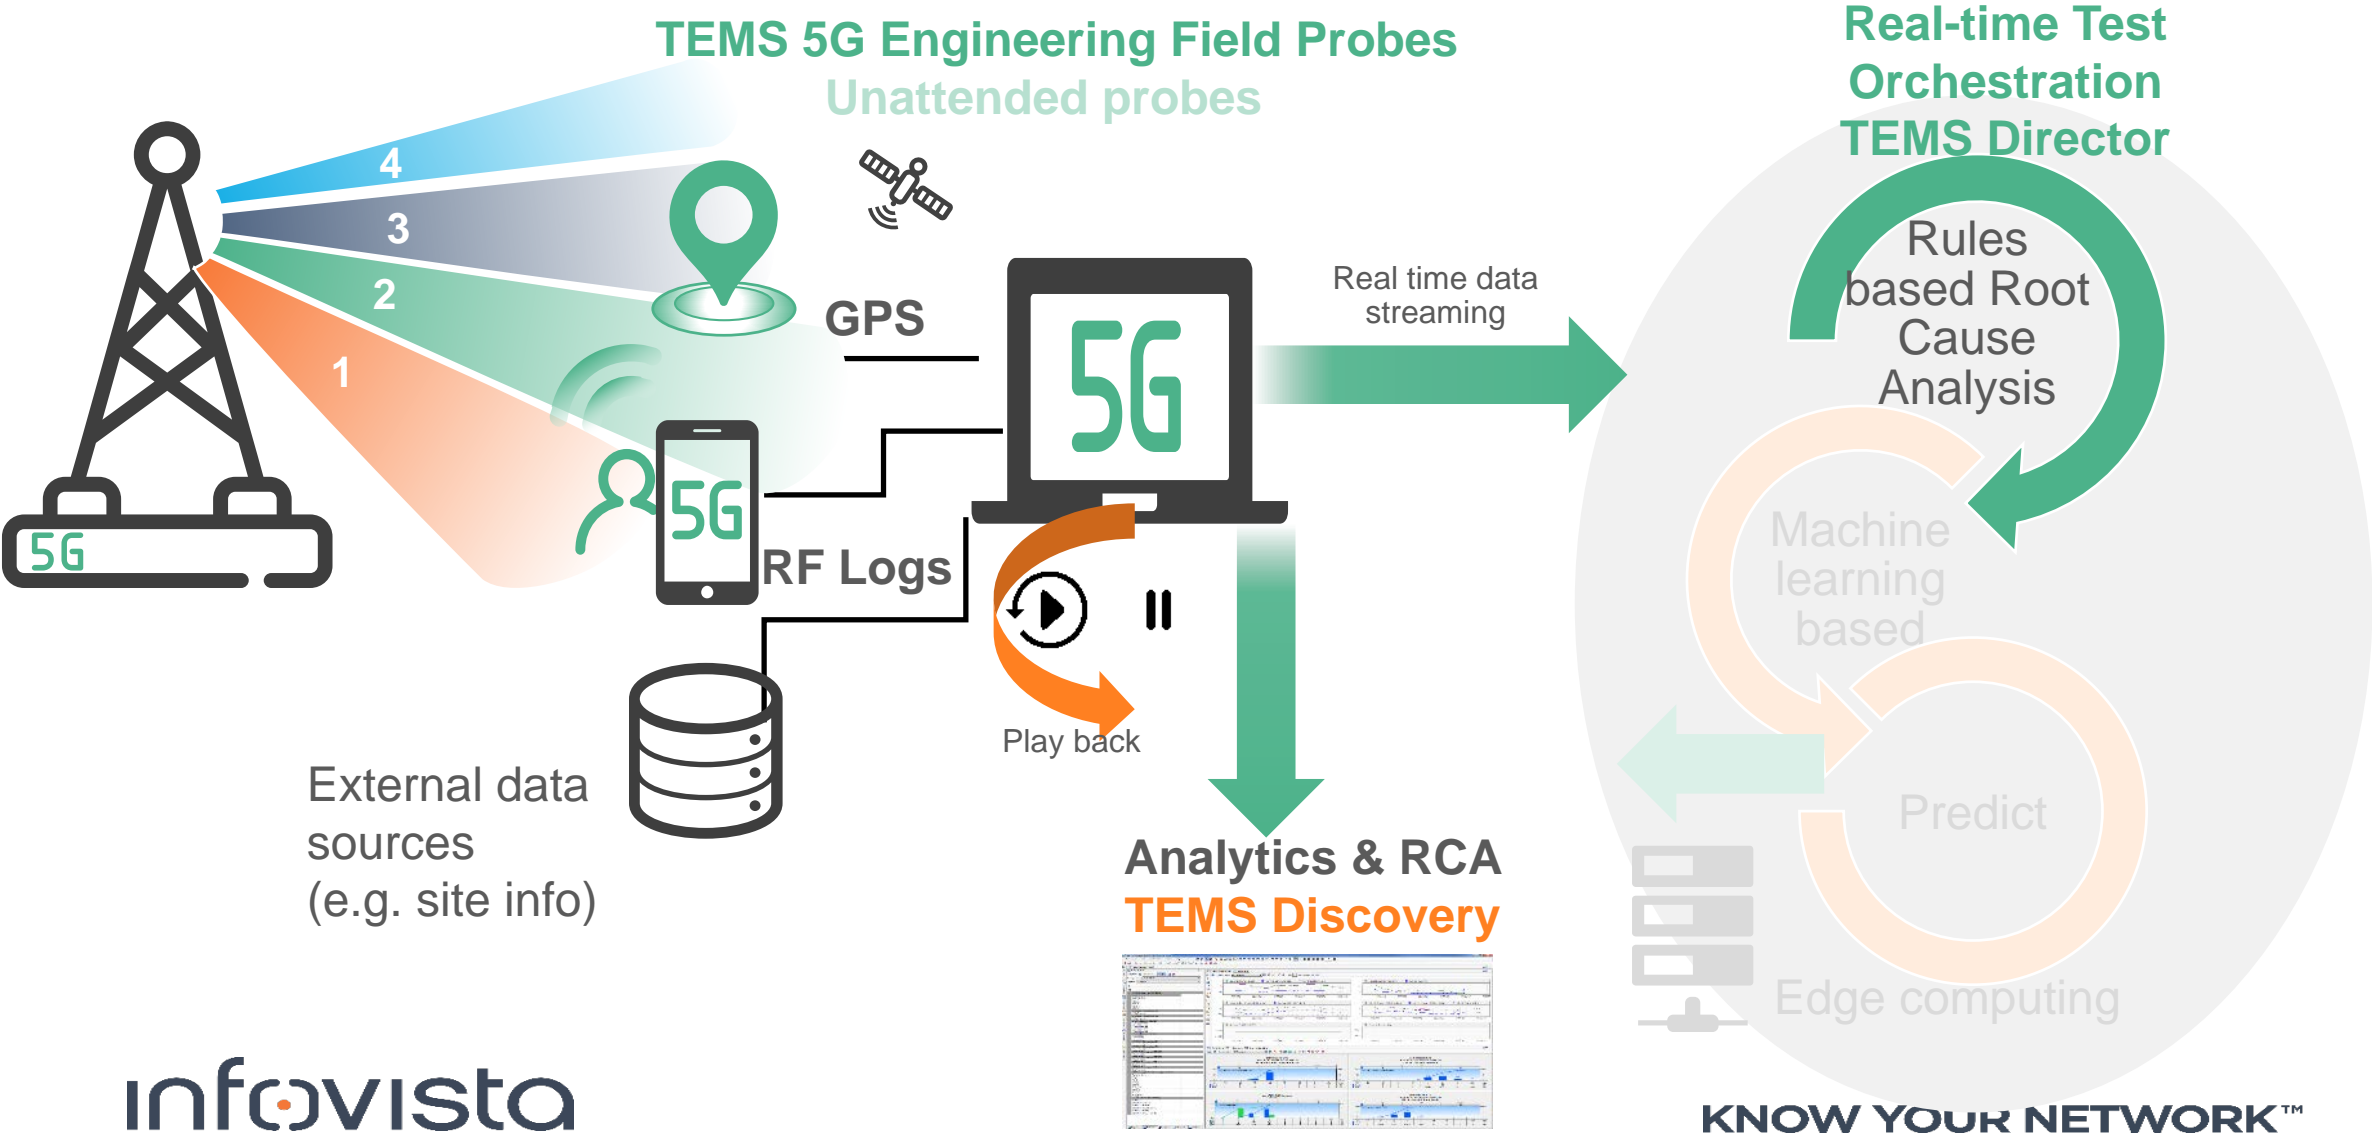 TEMS 5G Engineering Field Probes
Unattended probes
Real-time Test
Orchestration
TEMS Director
4
3
2
1
5G
GPS
5G
Real time data
streaming
Rules
based Root
Cause
Analysis
5G
RF Logs
Machine
learning
based
Play back
External data
sources
(e.g. site info)
Predict
Analytics & RCA
TEMS Discovery
Edge computing
infovista
KNOW YOUR NETWORK™